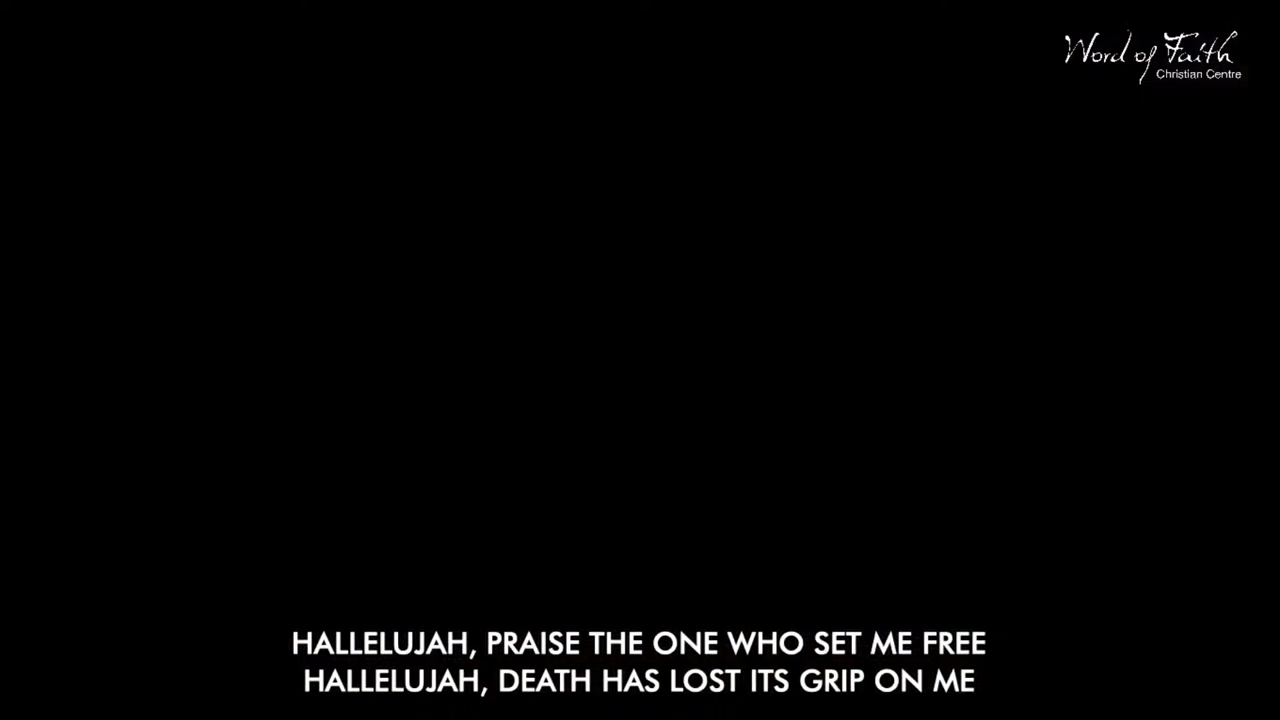 Word of Faith
Christian Centre
HALLELUJAH, PRAISE THE ONE WHO SET ME FREE
HALLELUJAH, DEATH HAS LOST ITS GRIP ON ME